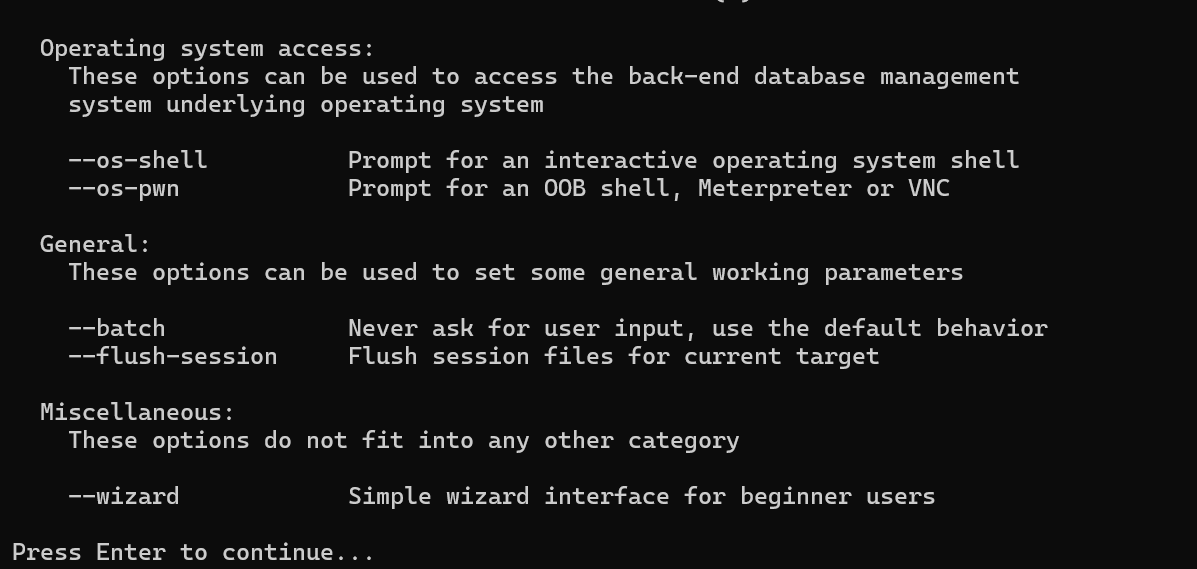 Operating system access:
These options can be used to access the back-end database management
system underlying operating system
--os-shell Prompt for an interactive operating system shell
--os-pwn Prompt for an OOB shell, Meterpreter or VNC
General:
These options can be used to set some general working parameters
--batch Never ask for user input, use the default behavior
--flush-session Flush session files for current target
Miscellaneous:
These options do not fit into any other category
--wizard Simple wizard interface for beginner users
Press Enter to continue...